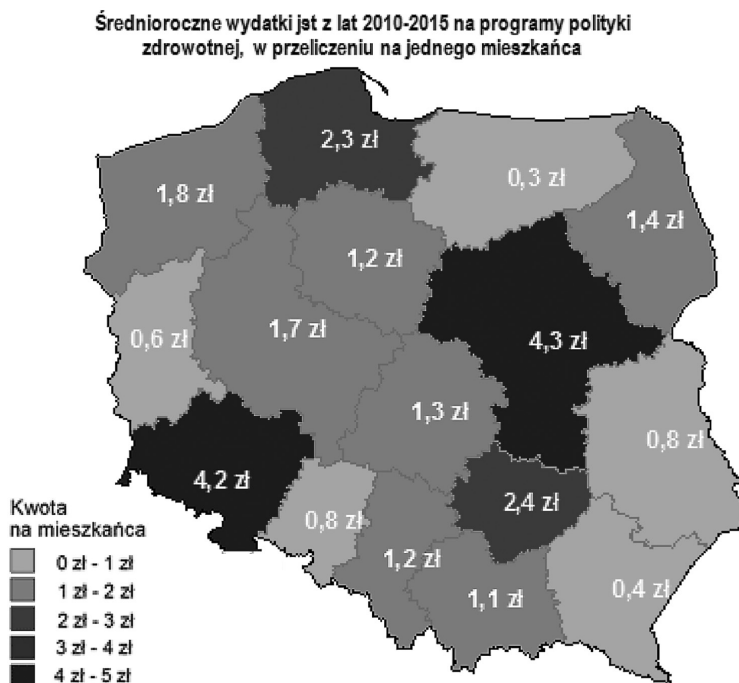 Średnioroczne wydatki jst z lat 2010-2015 na programy polityki
zdrowotnej, w przeliczeniu na jednego mieszkańca
2,3 zł
0,3 zł
1,8 zł
1,4 zł
1,2 zł
1,7 zł
0,6 zł
4,3 zł
1,3 zł
0,8 zł
4,2 zł
2,4 zł
0,8 zł
1,2 zł
1,1 zł
0,4 zł
Kwota
na mieszkańca
0 zł - 1 zł
1 zł - 2 zł
2 zł - 3 zł
3 zł - 4 zł
4 zł - 5 zł